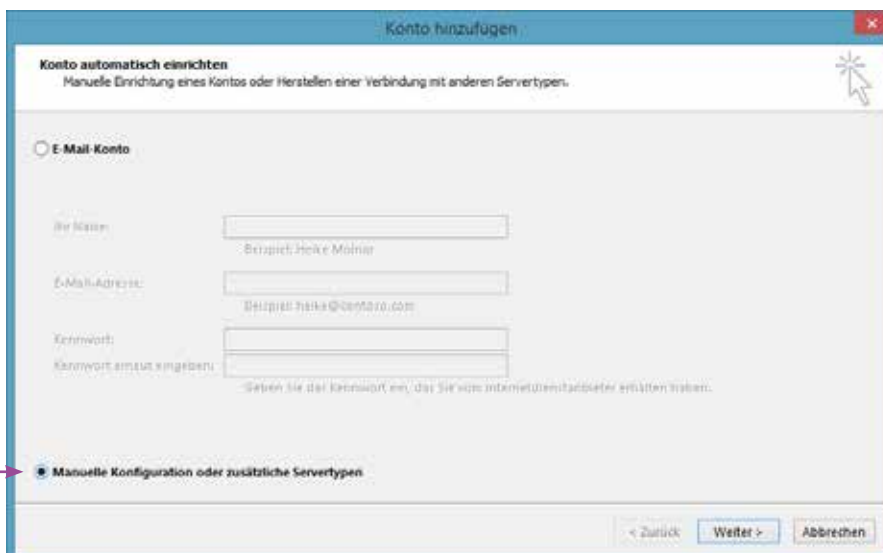 Konto hinzufügen
Konto automatisch einrichten
Manuelle Einrichtung eines Kontos oder Herstellen einer Verbindung mit anderen Servertypen.
E-Mail-Konto
Ihr Name:
Beispiel: Heike Molnar
E-Mail-Adresse:
Beispiel: heike@contoso.com
Kennwort:
Kennwort erneut eingeben:
Geben Sie das Kennwort ein, das Sie vom Internetdienstanbieter erhalten haben.
Manuelle Konfiguration oder zusätzliche Servertypen
< Zurück Weiter > Abbrechen